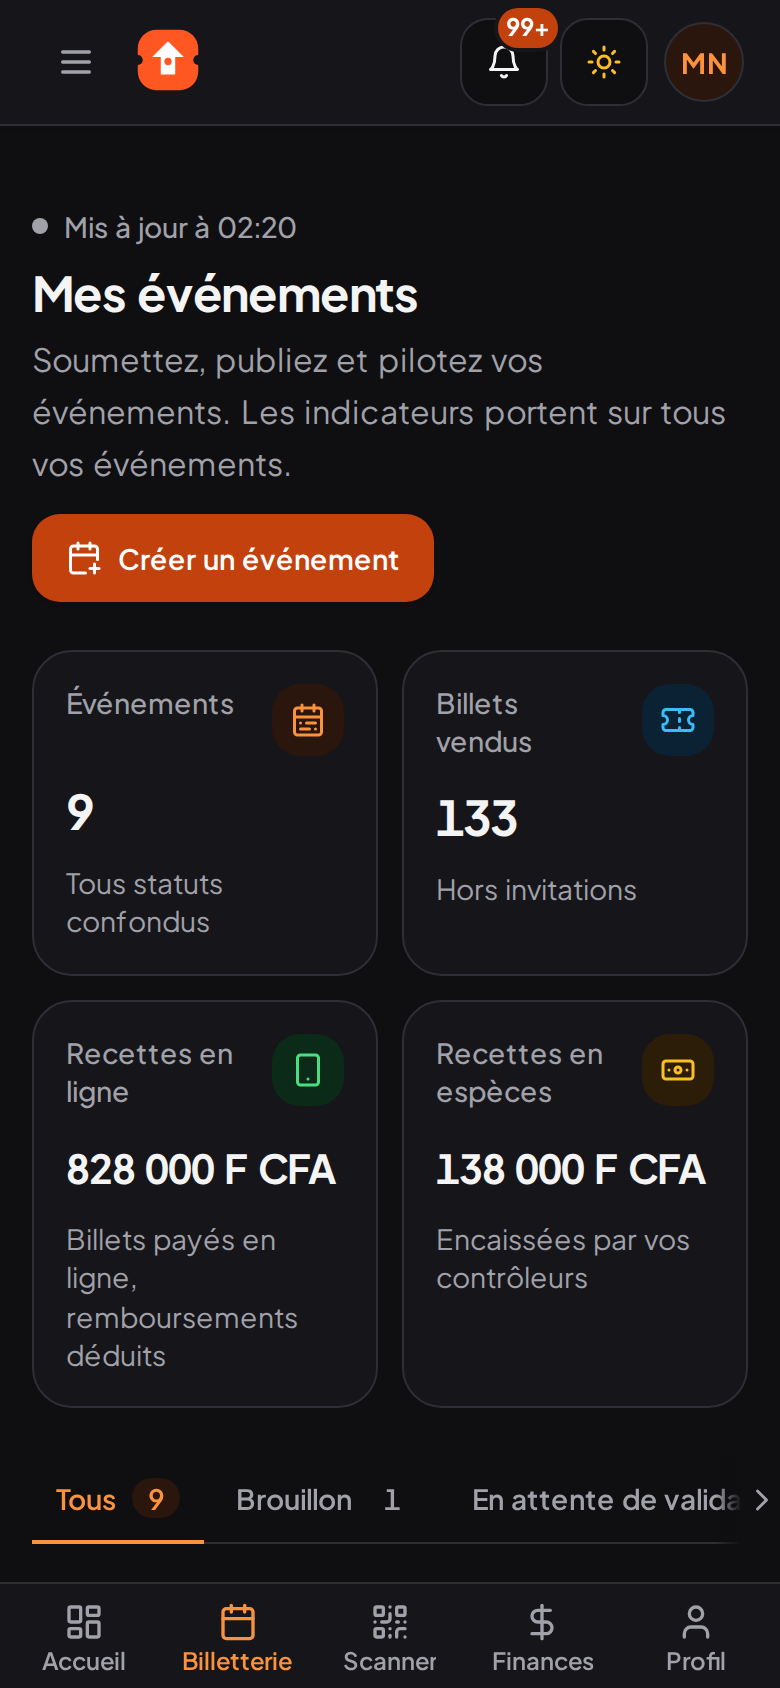 99+
MN
Mis à jour à 02:20
Mes événements
Soumettez, publiez et pilotez vos
événements. Les indicateurs portent sur tous
vos événements.
Créer un événement
Événements
9
Tous statuts
confondus
Billets
vendus
133
Hors invitations
Recettes en
ligne
828 000 F CFA
Billets payés en
ligne,
remboursements
déduits
Recettes en
espèces
138 000 F CFA
Encaissées par vos
contrôleurs
Tous 9 Brouillon 1 En attente de valida
Accueil Billetterie Scanner Finances Profil